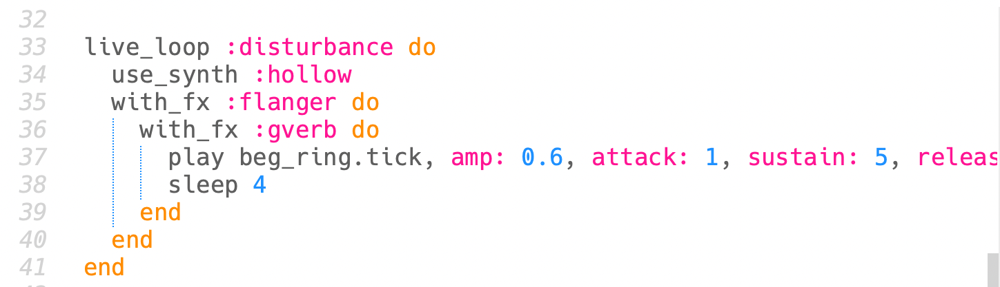 32
33 live_loop :disturbance do
34 use_synth :hollow
35 with_fx :flanger do
36 with_fx :gverb do
37 play beg_ring.tick, amp: 0.6, attack: 1, sustain: 5, releas
38 sleep 4
39 end
40 end
41 end